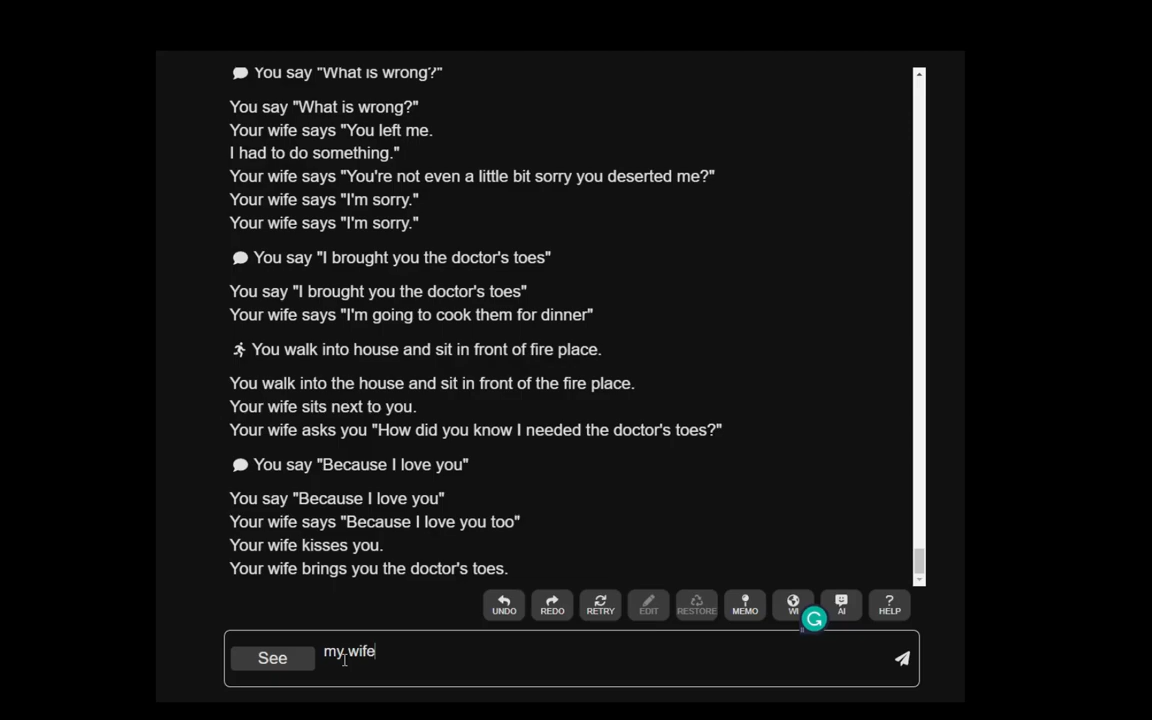 You say "What is wrong?"
You say "What is wrong?"
Your wife says "You left me.
I had to do something."
Your wife says "You're not even a little bit sorry you deserted me?"
Your wife says "I'm sorry."
Your wife says "I'm sorry."
You say "I brought you the doctor's toes"
You say "I brought you the doctor's toes"
Your wife says "I'm going to cook them for dinner"
You walk into house and sit in front of fire place.
You walk into the house and sit in front of the fire place.
Your wife sits next to you.
Your wife asks you "How did you know I needed the doctor's toes?"
You say "Because I love you"
You say "Because I love you"
Your wife says "Because I love you too"
Your wife kisses you.
Your wife brings you the doctor's toes.
UNDO REDO RETRY EDIT RESTORE MEMO WI AI HELP
See my wife